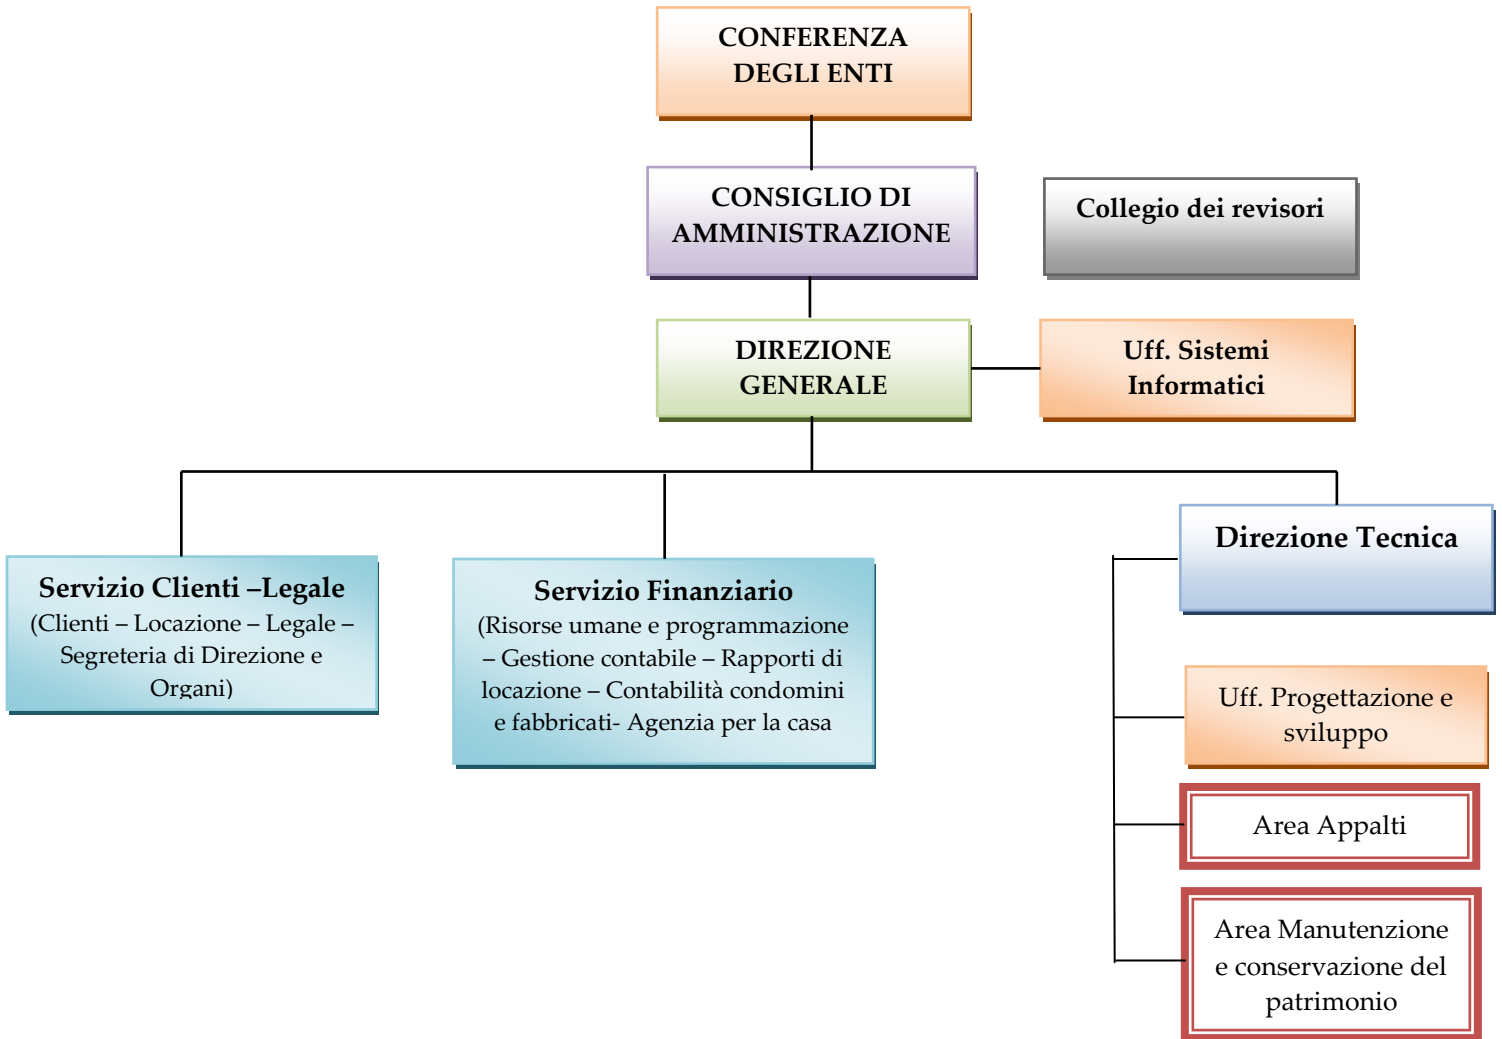 CONFERENZA
DEGLI ENTI
CONSIGLIO DI
AMMINISTRAZIONE
Collegio dei revisori
DIREZIONE
GENERALE
Uff. Sistemi
Informatici
Servizio Clienti –Legale
(Clienti – Locazione – Legale –
Segreteria di Direzione e
Organi)
Servizio Finanziario
(Risorse umane e programmazione
– Gestione contabile – Rapporti di
locazione – Contabilità condomini
e fabbricati- Agenzia per la casa
Direzione Tecnica
Uff. Progettazione e
sviluppo
Area Appalti
Area Manutenzione
e conservazione del
patrimonio